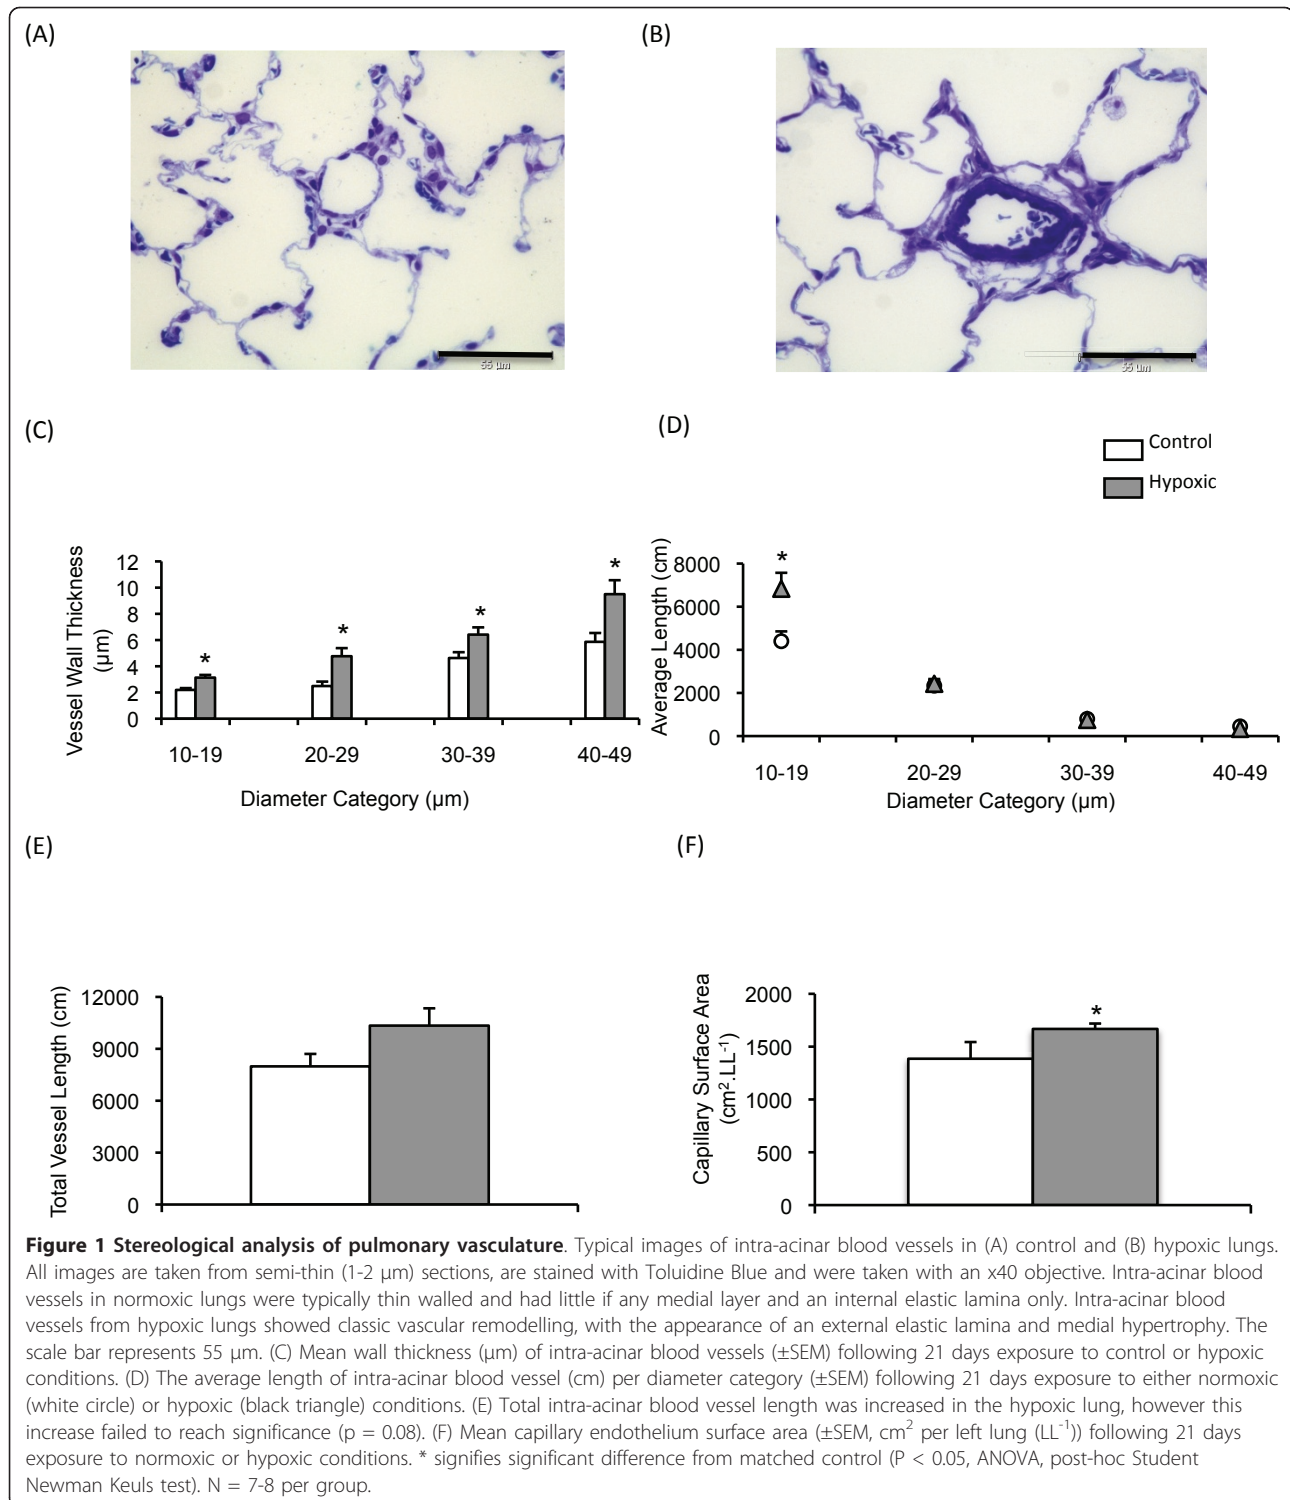 (A)
(B)
55 µm
55 µm
(C)
(D)
Control
Hypoxic
Vessel Wall Thickness
(µm)
12
10
8
6
4
2
0
*
*
*
*
10-19
20-29
30-39
40-49
Diameter Category (µm)
Average Length (cm)
8000
6000
4000
2000
0
*
10-19
20-29
30-39
40-49
Diameter Category (µm)
(E)
(F)
Total Vessel Length (cm)
12000
9000
6000
3000
0
Capillary Surface Area
(cm².LL⁻¹)
2000
1500
1000
500
0
*
Figure 1 Stereological analysis of pulmonary vasculature. Typical images of intra-acinar blood vessels in (A) control and (B) hypoxic lungs.
All images are taken from semi-thin (1-2 µm) sections, are stained with Toluidine Blue and were taken with an x40 objective. Intra-acinar blood
vessels in normoxic lungs were typically thin walled and had little if any medial layer and an internal elastic lamina only. Intra-acinar blood
vessels from hypoxic lungs showed classic vascular remodelling, with the appearance of an external elastic lamina and medial hypertrophy. The
scale bar represents 55 µm. (C) Mean wall thickness (µm) of intra-acinar blood vessels (±SEM) following 21 days exposure to control or hypoxic
conditions. (D) The average length of intra-acinar blood vessel (cm) per diameter category (±SEM) following 21 days exposure to either normoxic
(white circle) or hypoxic (black triangle) conditions. (E) Total intra-acinar blood vessel length was increased in the hypoxic lung, however this
increase failed to reach significance (p = 0.08). (F) Mean capillary endothelium surface area (±SEM, cm² per left lung (LL⁻¹)) following 21 days
exposure to normoxic or hypoxic conditions. * signifies significant difference from matched control (P < 0.05, ANOVA, post-hoc Student
Newman Keuls test). N = 7-8 per group.